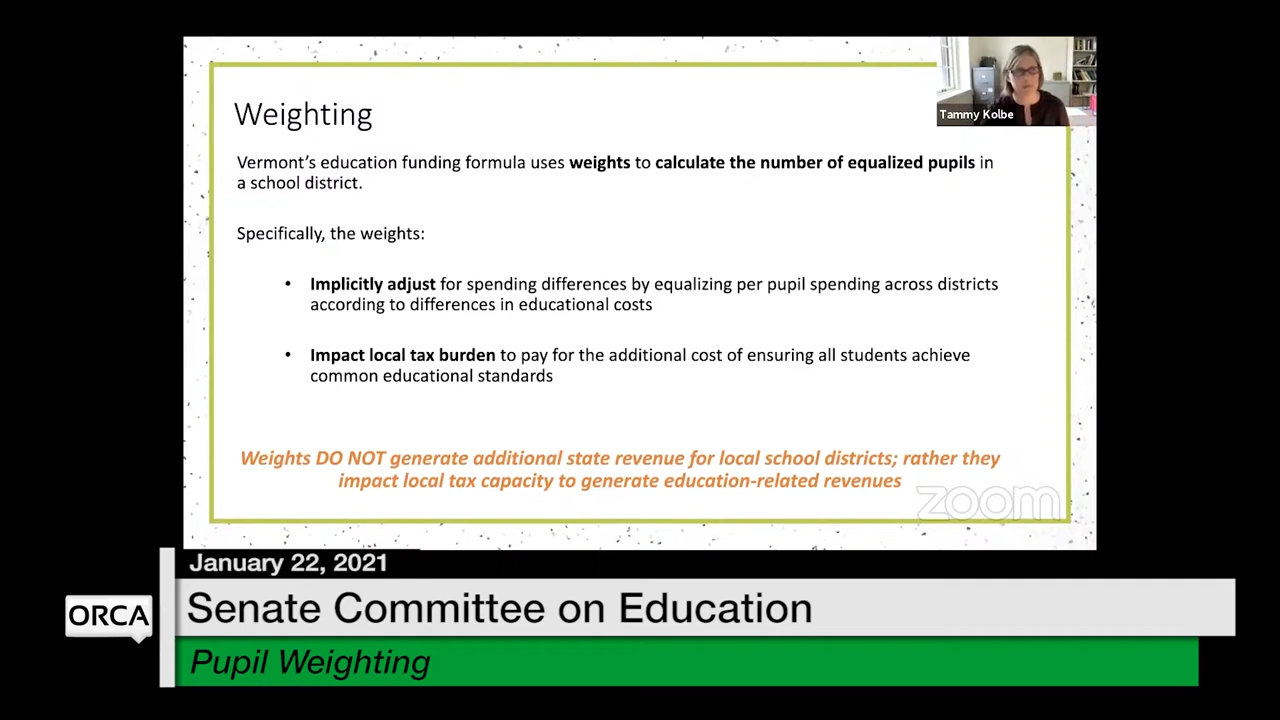 Weighting
Tammy Kolbe
Vermont’s education funding formula uses weights to calculate the number of equalized pupils in
a school district.
Specifically, the weights:
• Implicitly adjust for spending differences by equalizing per pupil spending across districts
according to differences in educational costs
• Impact local tax burden to pay for the additional cost of ensuring all students achieve
common educational standards
Weights DO NOT generate additional state revenue for local school districts; rather they
impact local tax capacity to generate education-related revenues
zoom
January 22, 2021
ORCA
Senate Committee on Education
Pupil Weighting